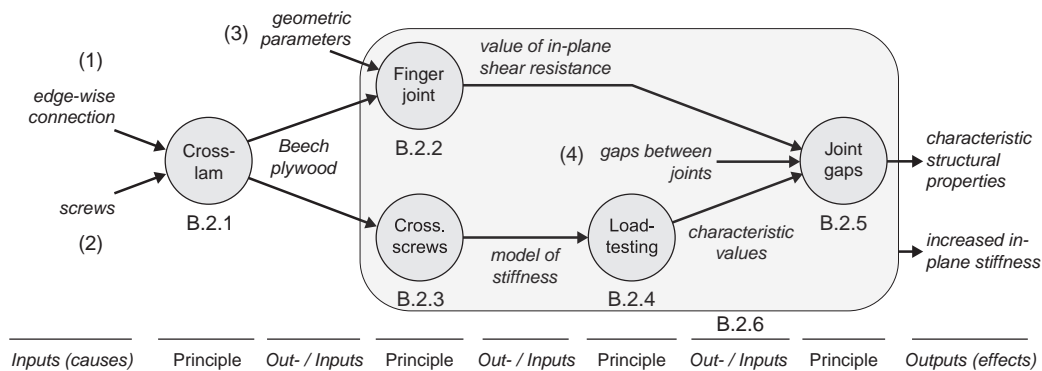 (1)
edge-wise
connection
screws
(2)
Cross-
lam
B.2.1
(3)
geometric
parameters
Beech
plywood
Finger
joint
B.2.2
Cross.
screws
B.2.3
value of in-plane
shear resistance
model of
stiffness
(4)
gaps between
joints
Load-
testing
B.2.4
characteristic
values
Joint
gaps
B.2.5
B.2.6
characteristic
structural
properties
increased in-
plane stiffness
Inputs (causes)
Principle
Out- / Inputs
Principle
Out- / Inputs
Principle
Out- / Inputs
Principle
Outputs (effects)